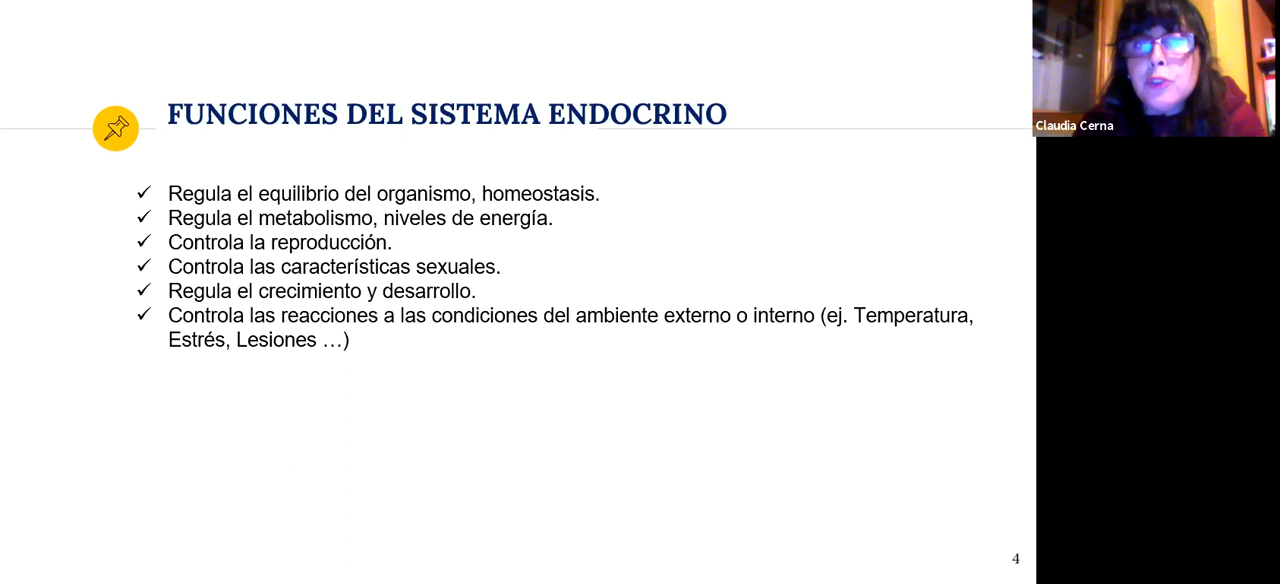 FUNCIONES DEL SISTEMA ENDOCRINO
Claudia Cerna
✓ Regula el equilibrio del organismo, homeostasis.
✓ Regula el metabolismo, niveles de energía.
✓ Controla la reproducción.
✓ Controla las características sexuales.
✓ Regula el crecimiento y desarrollo.
✓ Controla las reacciones a las condiciones del ambiente externo o interno (ej. Temperatura,
Estrés, Lesiones …)
4